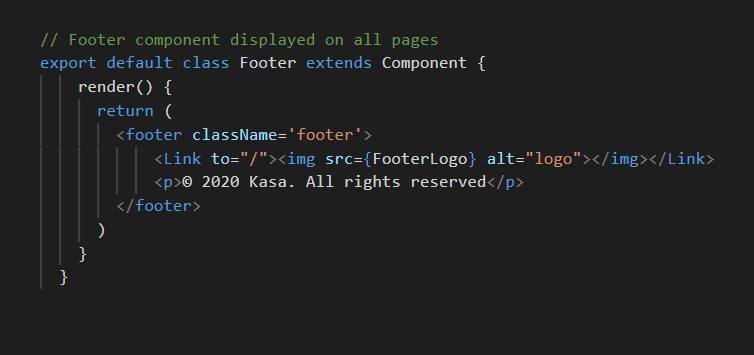 // Footer component displayed on all pages
export default class Footer extends Component {
render() {
return (
<footer className='footer'>
<Link to="/"><img src={FooterLogo} alt="logo"></img></Link>
<p>© 2020 Kasa. All rights reserved</p>
</footer>
)
}
}